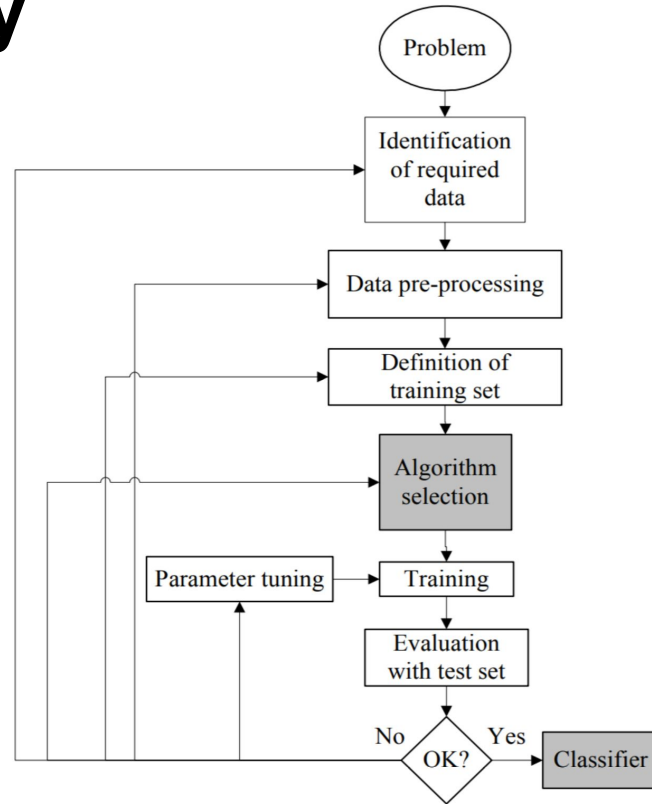 y
Problem
Identification
of required
data
Data pre-processing
Definition of
training set
Algorithm
selection
Parameter tuning
Training
Evaluation
with test set
No
OK?
Yes
Classifier